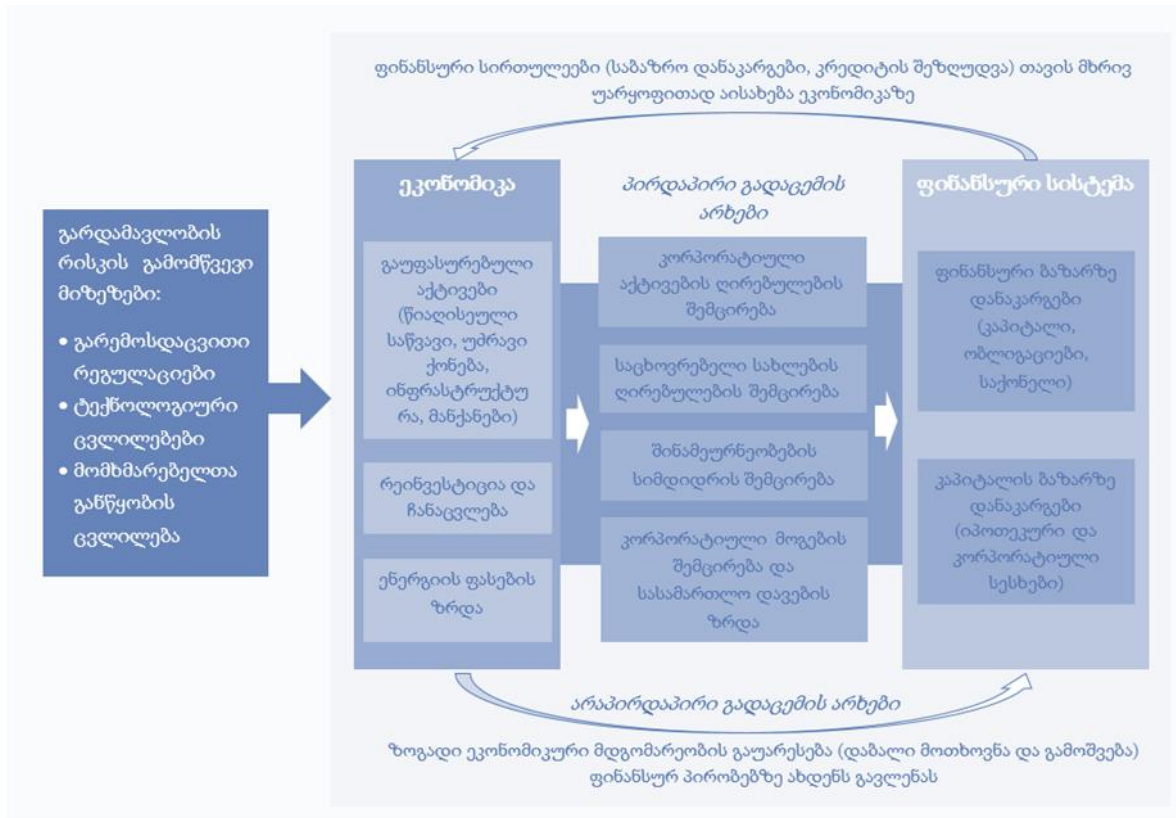 ფინანსური სირთულეები (საბაზრო დანაკარგები, კრედიტის შეზღუდვა) თავის მხრივ
უარყოფითად აისახება ეკონომიკაზე
გარდამავლობის
რისკის გამომწვევი
მიზეზები:
• გარემოსდაცვითი
რეგულაციები
• ტექნოლოგიური
ცვლილებები
• მომხმარებელთა
განწყობის
ცვლილება
ეკონომიკა
გაუფასურებული
აქტივები
(წიაღისეული
საწვავი, უძრავი
ქონება,
ინფრასტრუქტუ
რა, მანქანები)
რეინვესტიცია და
ჩანაცვლება
ენერგიის ფასების
ზრდა
პირდაპირი გადაცემის
არხები
კორპორატიული
აქტივების ღირებულების
შემცირება
საცხოვრებელი სახლების
ღირებულების შემცირება
შინამეურნეობების
სიმდიდრის შემცირება
კორპორატიული მოგების
შემცირება და
სასამართლო დავების
ზრდა
ფინანსური სისტემა
ფინანსური ბაზარზე
დანაკარგები
(კაპიტალი,
ობლიგაციები,
საქონელი)
კაპიტალის ბაზარზე
დანაკარგები
(იპოთეკური და
კორპორატიული
სესხები)
არაპირდაპირი გადაცემის არხები
ზოგადი ეკონომიკური მდგომარეობის გაუარესება (დაბალი მოთხოვნა და გამოშვება)
ფინანსურ პირობებზე ახდენს გავლენას